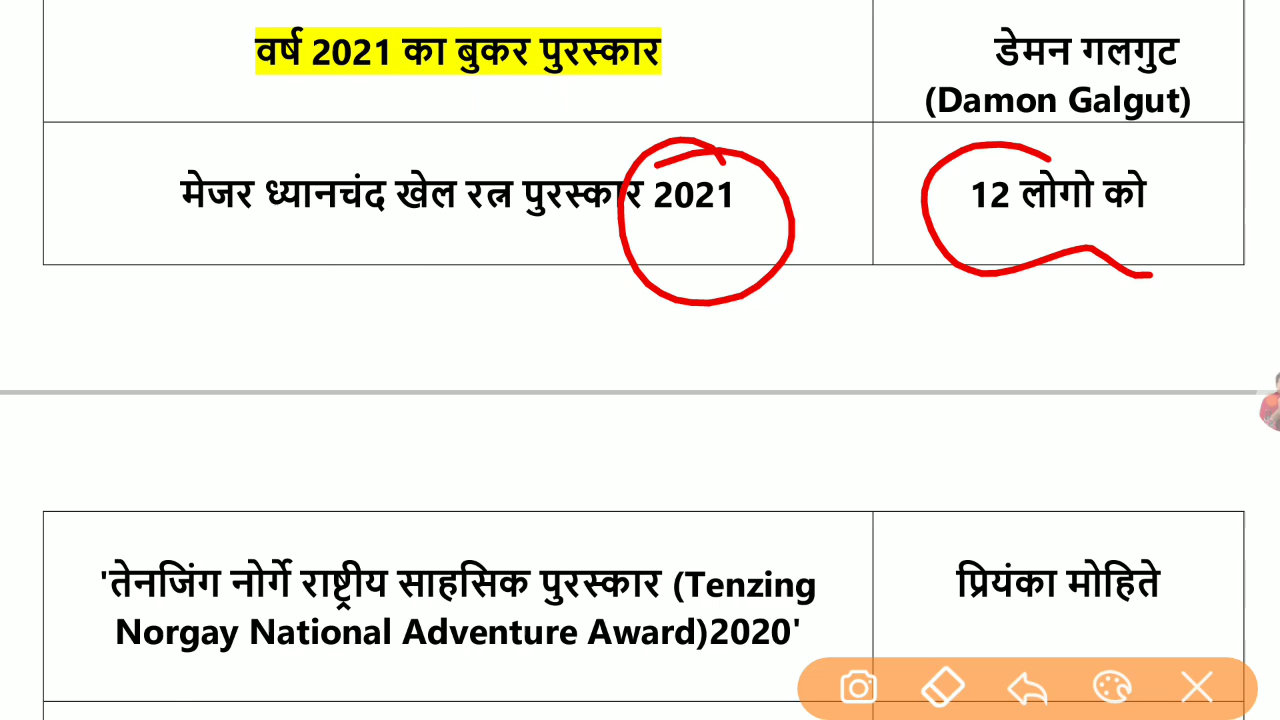 वर्ष 2021 का बुकर पुरस्कार
डेमन गलगुट
(Damon Galgut)
मेजर ध्यानचंद खेल रत्न पुरस्कार 2021
12 लोगो को
'तेनजिंग नोर्गे राष्ट्रीय साहसिक पुरस्कार (Tenzing
Norgay National Adventure Award)2020'
प्रियंका मोहिते